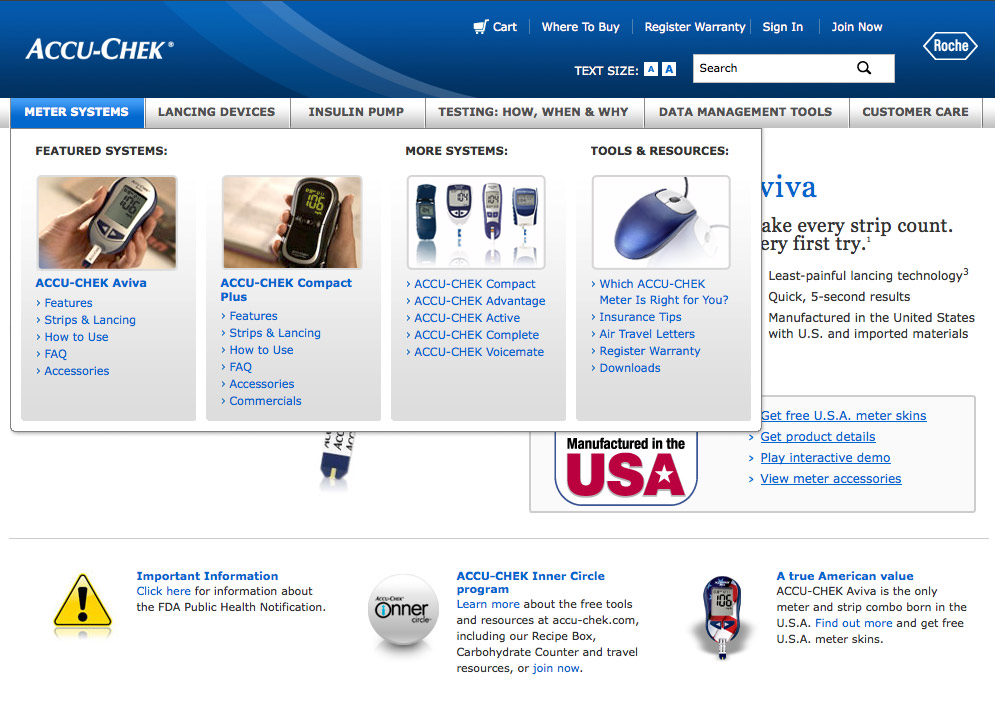 Cart
Where To Buy
Register Warranty
Sign In
Join Now
ACCU-CHEK®
Roche
TEXT SIZE: A A
Search
METER SYSTEMS
LANCING DEVICES
INSULIN PUMP
TESTING: HOW, WHEN & WHY
DATA MANAGEMENT TOOLS
CUSTOMER CARE
FEATURED SYSTEMS:
106
ACCU-CHEK Aviva
› Features
› Strips & Lancing
› How to Use
› FAQ
› Accessories
106
ACCU-CHEK Compact
Plus
› Features
› Strips & Lancing
› How to Use
› FAQ
› Accessories
› Commercials
MORE SYSTEMS:
104
104
› ACCU-CHEK Compact
› ACCU-CHEK Advantage
› ACCU-CHEK Active
› ACCU-CHEK Complete
› ACCU-CHEK Voicemate
TOOLS & RESOURCES:
› Which ACCU-CHEK
Meter Is Right for You?
› Insurance Tips
› Air Travel Letters
› Register Warranty
› Downloads
viva
ake every strip count.
ery first try.¹
Least-painful lancing technology³
Quick, 5-second results
Manufactured in the United States
with U.S. and imported materials
Manufactured in the
USA
Get free U.S.A. meter skins
› Get product details
› Play interactive demo
› View meter accessories
Important Information
Click here for information about
the FDA Public Health Notification.
ACCU-CHEK
inner
circle
ACCU-CHEK Inner Circle
program
Learn more about the free tools
and resources at accu-chek.com,
including our Recipe Box,
Carbohydrate Counter and travel
resources, or join now.
106
A true American value
ACCU-CHEK Aviva is the only
meter and strip combo born in the
U.S.A. Find out more and get free
U.S.A. meter skins.